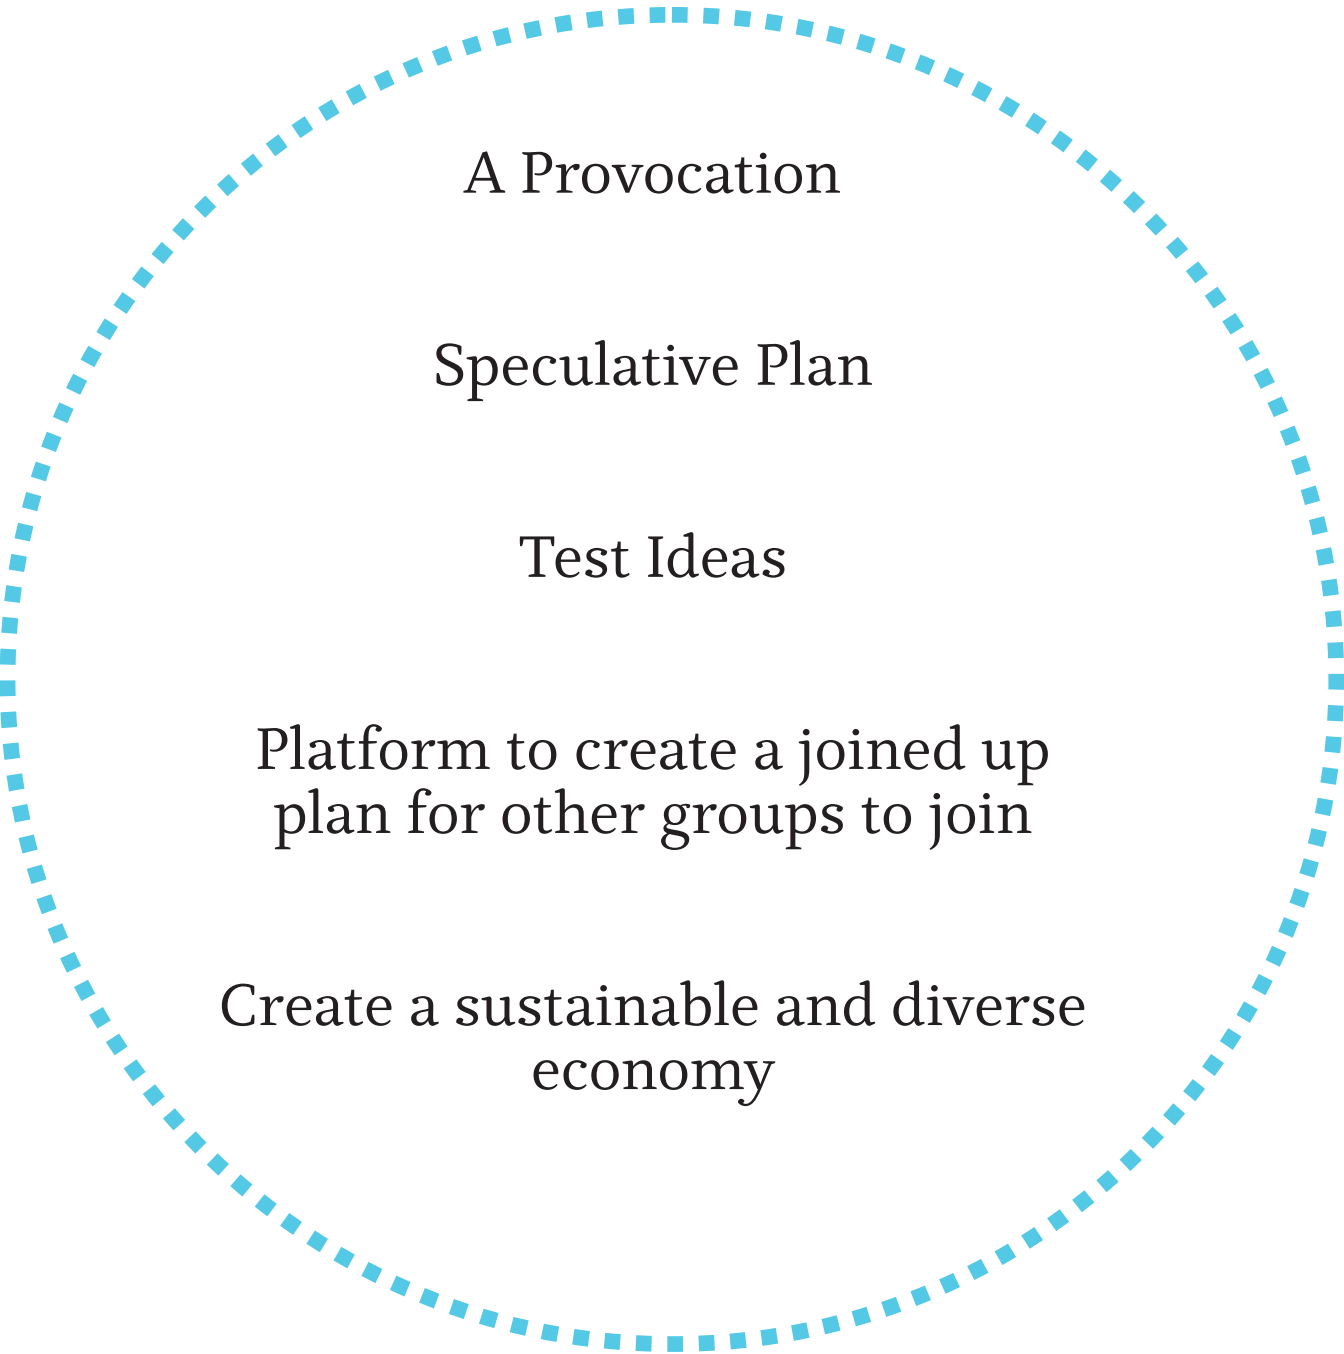 A Provocation
Speculative Plan
Test Ideas
Platform to create a joined up
plan for other groups to join
Create a sustainable and diverse
economy